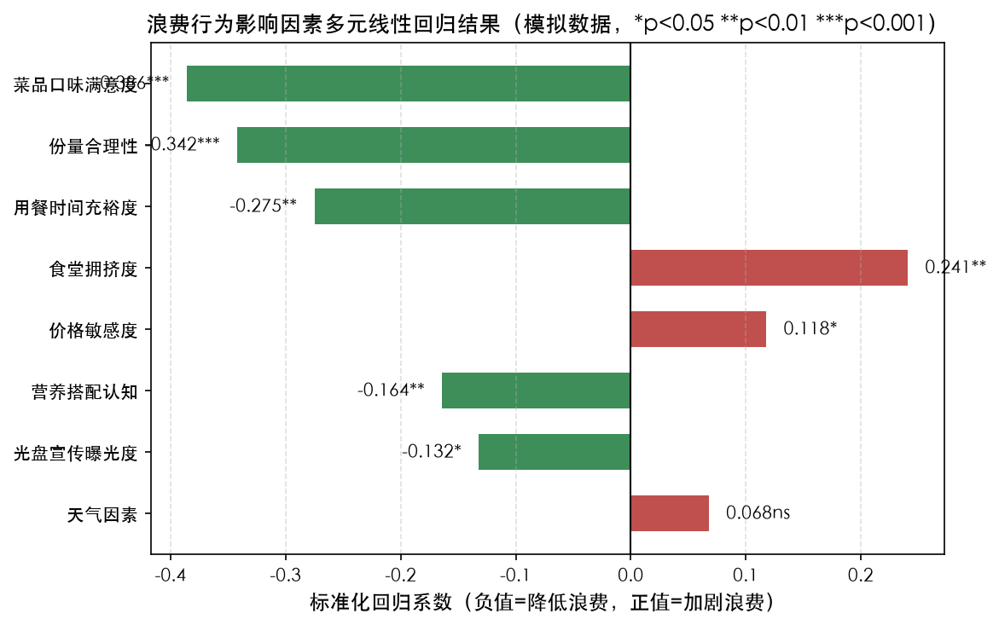 浪费行为影响因素多元线性回归结果（模拟数据，*p<0.05 **p<0.01 ***p<0.001）
菜品口味满意度 -0.386***
份量合理性 -0.342***
用餐时间充裕度 -0.275**
食堂拥挤度 0.241**
价格敏感度 0.118*
营养搭配认知 -0.164**
光盘宣传曝光度 -0.132*
天气因素 0.068ns
-0.4 -0.3 -0.2 -0.1 0.0 0.1 0.2
标准化回归系数（负值=降低浪费，正值=加剧浪费）